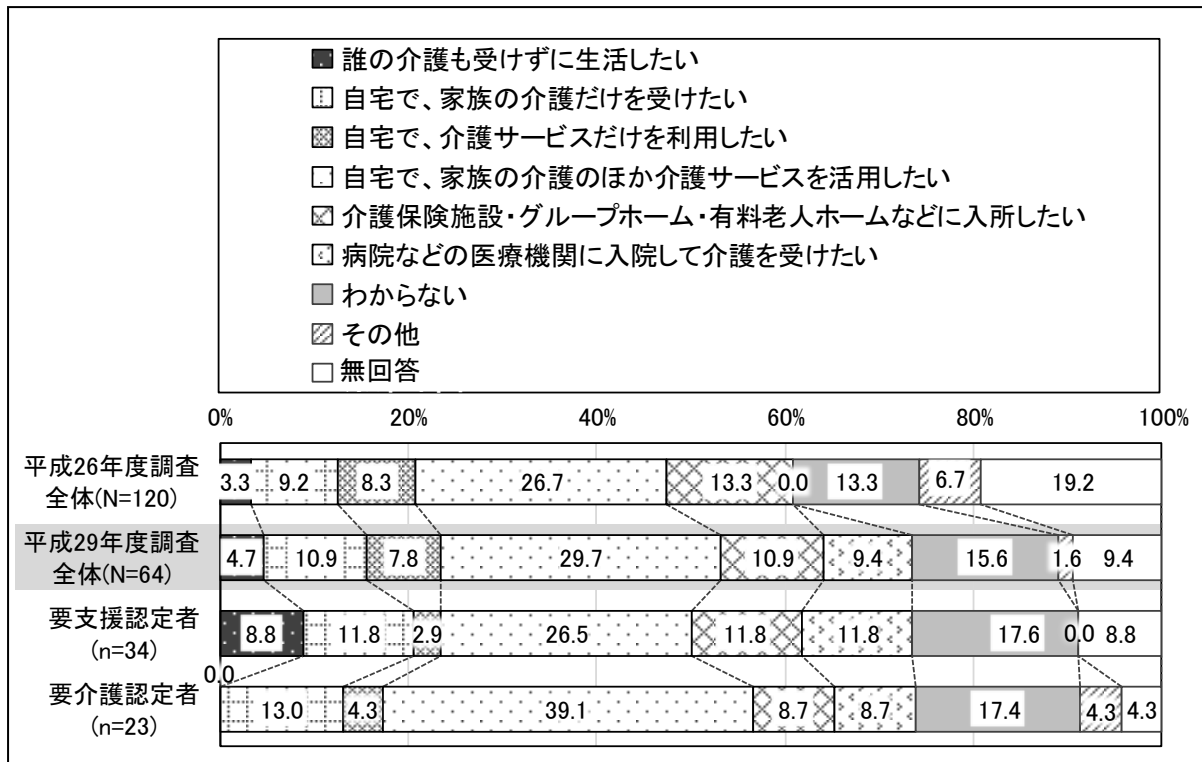 誰の介護も受けずに生活したい
自宅で、家族の介護だけを受けたい
自宅で、介護サービスだけを利用したい
自宅で、家族の介護のほか介護サービスを活用したい
介護保険施設・グループホーム・有料老人ホームなどに入所したい
病院などの医療機関に入院して介護を受けたい
わからない
その他
無回答
0% 20% 40% 60% 80% 100%
平成26年度調査
全体(N=120)
3.3 9.2 8.3 26.7 13.3 0.0 13.3 6.7 19.2
平成29年度調査
全体(N=64)
4.7 10.9 7.8 29.7 10.9 9.4 15.6 1.6 9.4
要支援認定者
(n=34)
8.8 11.8 2.9 26.5 11.8 11.8 17.6 0.0 8.8
要介護認定者
(n=23)
0.0 13.0 4.3 39.1 8.7 8.7 17.4 4.3 4.3